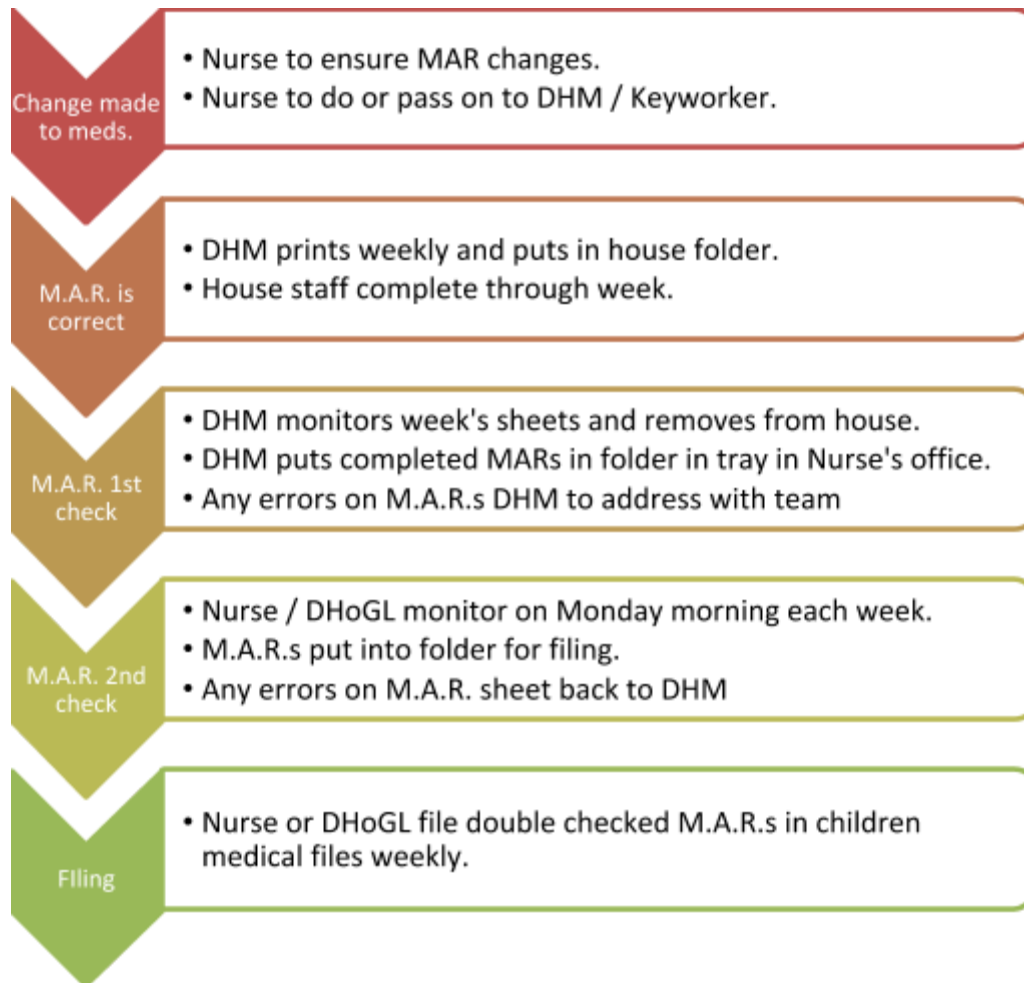 Change made
to meds.
• Nurse to ensure MAR changes.
• Nurse to do or pass on to DHM / Keyworker.
M.A.R. is
correct
• DHM prints weekly and puts in house folder.
• House staff complete through week.
M.A.R. 1st
check
• DHM monitors week's sheets and removes from house.
• DHM puts completed MARs in folder in tray in Nurse's office.
• Any errors on M.A.R.s DHM to address with team
M.A.R. 2nd
check
• Nurse / DHoGL monitor on Monday morning each week.
• M.A.R.s put into folder for filing.
• Any errors on M.A.R. sheet back to DHM
FIling
• Nurse or DHoGL file double checked M.A.R.s in children
medical files weekly.